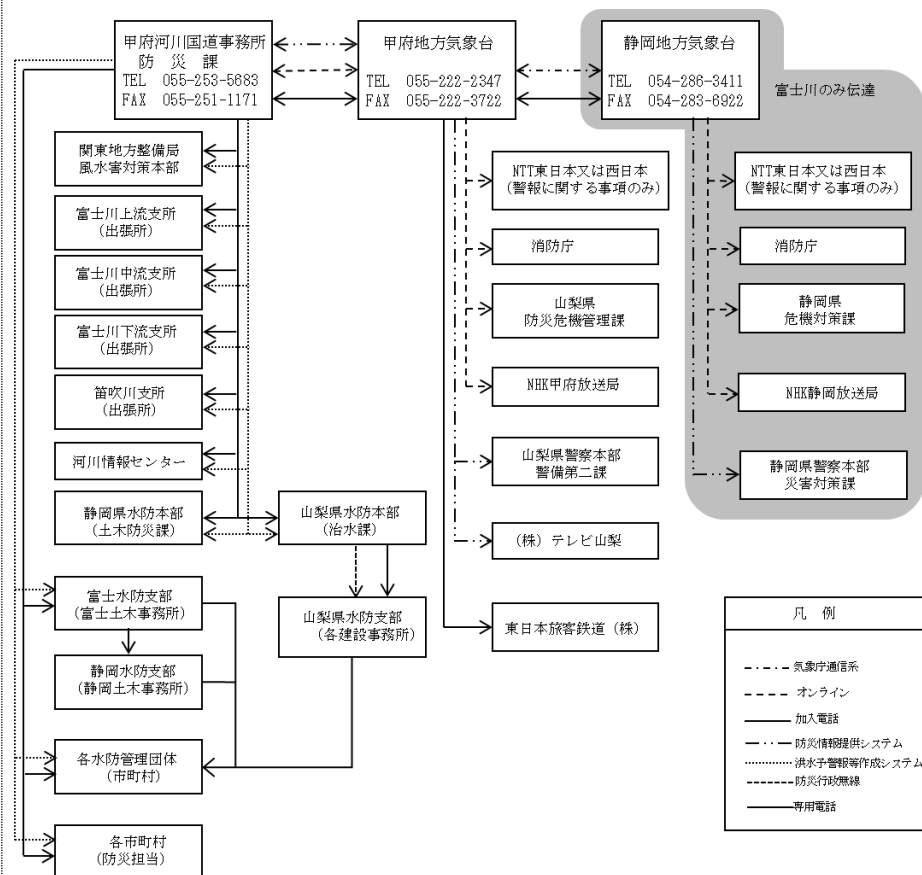 甲府河川国道事務所
防 災 課
TEL 055-253-5683
FAX 055-251-1171
甲府地方気象台
TEL 055-222-2347
FAX 055-222-3722
静岡地方気象台
TEL 054-286-3411
FAX 054-283-6922
富士川のみ伝達
関東地方整備局
風水害対策本部
富士川上流支所
(出張所)
富士川中流支所
(出張所)
富士川下流支所
(出張所)
笛吹川支所
(出張所)
河川情報センター
静岡県水防本部
(土木防災課)
山梨県水防本部
(治水課)
富士水防支部
(富士土木事務所)
静岡水防支部
(静岡土木事務所)
山梨県水防支部
(各建設事務所)
各水防管理団体
(市町村)
各市町村
(防災担当)
NTT東日本又は西日本
(警報に関する事項のみ)
消防庁
山梨県
防災危機管理課
NHK甲府放送局
山梨県警察本部
警備第二課
(株)テレビ山梨
東日本旅客鉄道(株)
NTT東日本又は西日本
(警報に関する事項のみ)
消防庁
静岡県
危機対策課
NHK静岡放送局
静岡県警察本部
災害対策課
凡 例
気象庁通信系
オンライン
加入電話
防災情報提供システム
洪水予警報等作成システム
防災行政無線
専用電話